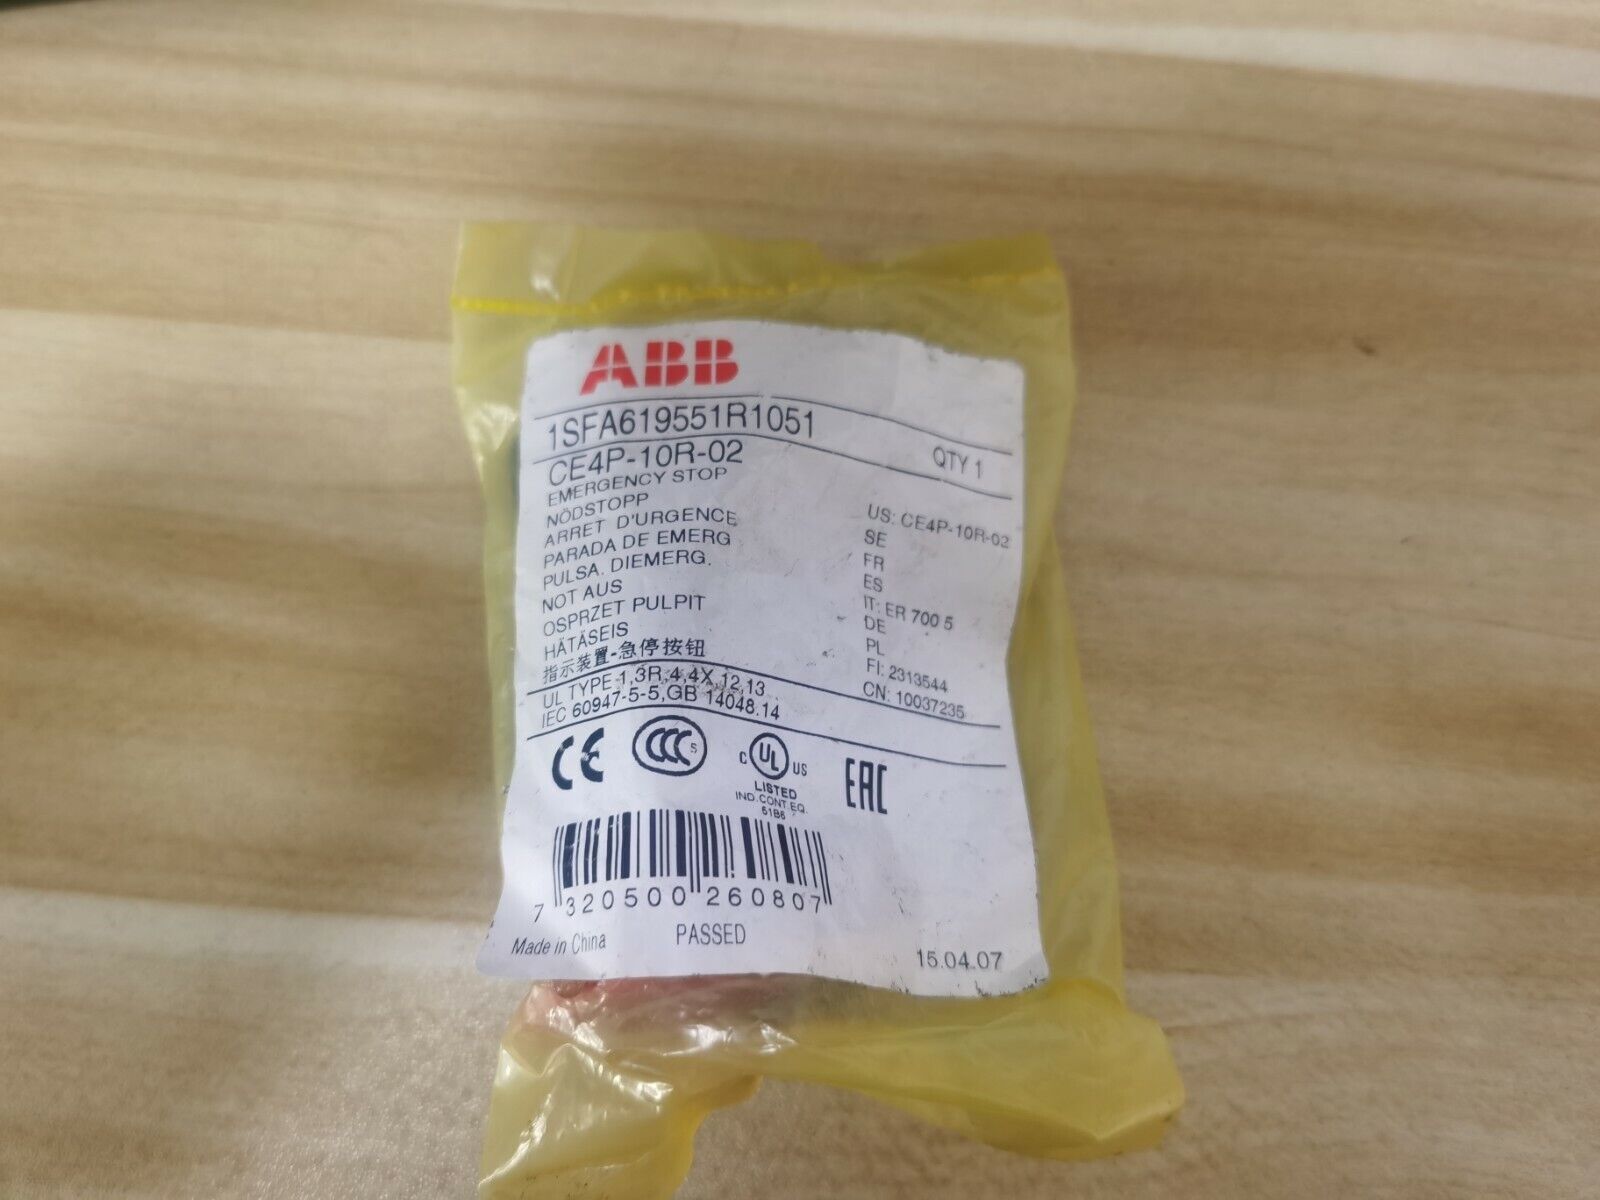 ABB
1SFA619551R1051
CE4P-10R-02 QTY 1
EMERGENCY STOP US: CE4P-10R-02
NÖDSTOPP SE
ARRET D'URGENCE FR
PARADA DE EMERG ES
PULSA. DIEMERG. IT: ER 700 5
NOT AUS DE
OSPRZET PULPIT PL
HÄTÄSEIS FI: 2313544
指示装置-急停按钮 CN: 10037235
UL TYPE 1,3R,4,4X,12,13
IEC 60947-5-5,GB 14048.14
CE CCC S C UL US EAC
LISTED
IND.CONT.EQ.
61B6
7 320500 260807
Made in China PASSED 15.04.07